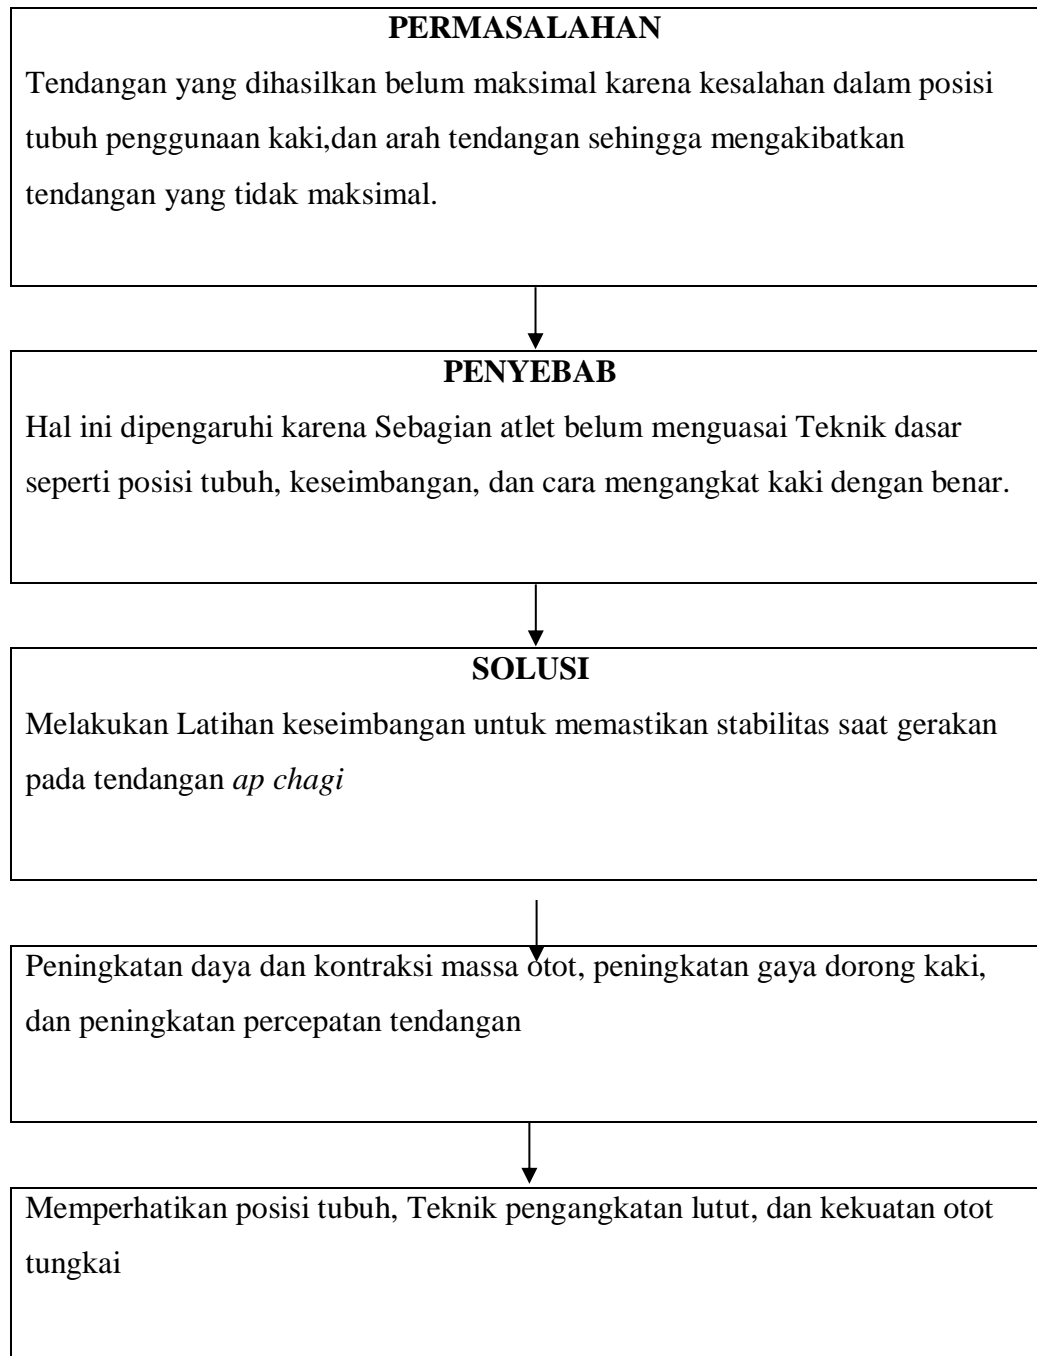 PERMASALAHAN
Tendangan yang dihasilkan belum maksimal karena kesalahan dalam posisi
tubuh penggunaan kaki,dan arah tendangan sehingga mengakibatkan
tendangan yang tidak maksimal.
PENYEBAB
Hal ini dipengaruhi karena Sebagian atlet belum menguasai Teknik dasar
seperti posisi tubuh, keseimbangan, dan cara mengangkat kaki dengan benar.
SOLUSI
Melakukan Latihan keseimbangan untuk memastikan stabilitas saat gerakan
pada tendangan ap chagi
Peningkatan daya dan kontraksi massa otot, peningkatan gaya dorong kaki,
dan peningkatan percepatan tendangan
Memperhatikan posisi tubuh, Teknik pengangkatan lutut, dan kekuatan otot
tungkai